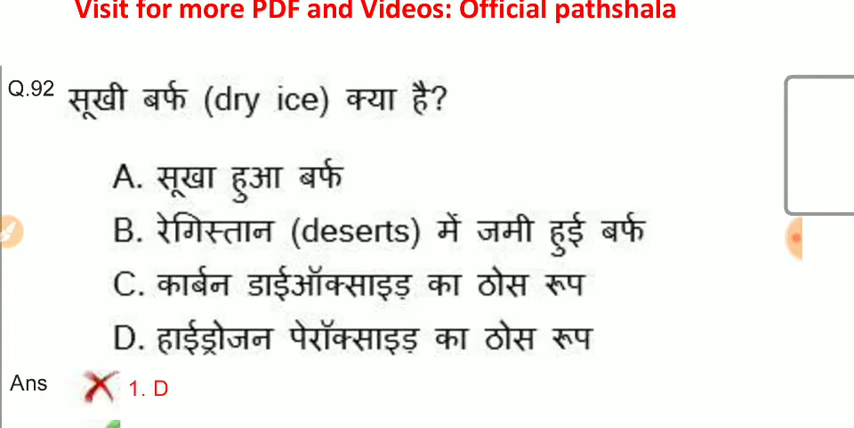 Visit for more PDF and Videos: Official pathshala
Q.92 सूखी बर्फ (dry ice) क्या है?
A. सूखा हुआ बर्फ
B. रेगिस्तान (deserts) में जमी हुई बर्फ
C. कार्बन डाईऑक्साइड़ का ठोस रूप
D. हाईड्रोजन पेरॉक्साइड़ का ठोस रूप
Ans 1. D